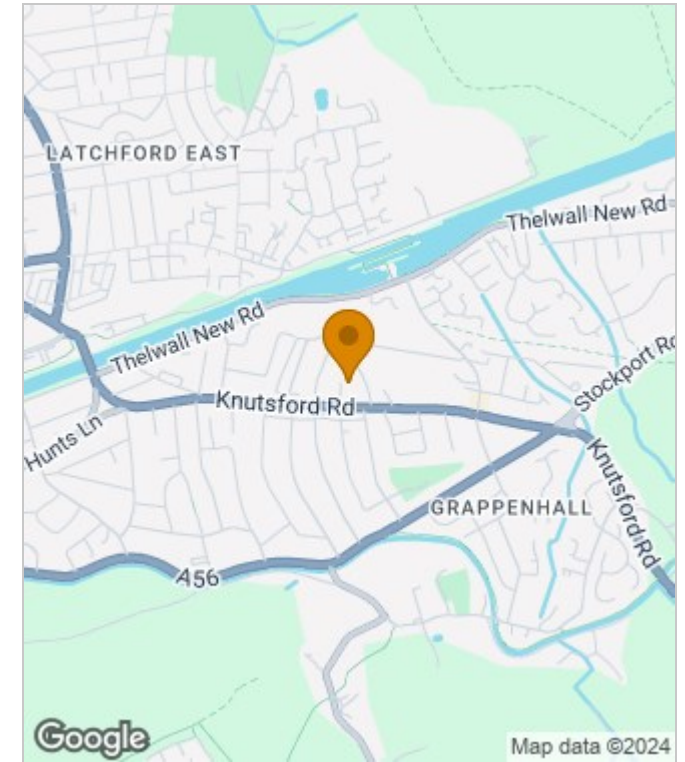 LATCHFORD EAST
Thelwall New Rd
Thelwall New Rd
Stockport Rd
Knutsford Rd
Hunts Ln
Knutsford Rd
GRAPPENHALL
A56
Google
Map data ©2024